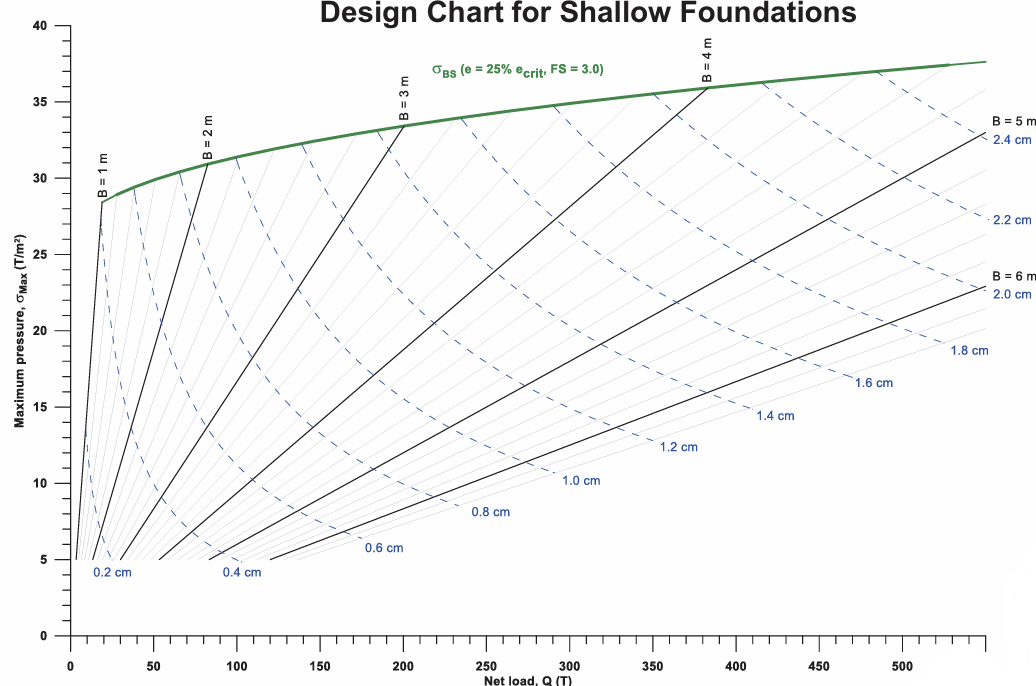 Design Chart for Shallow Foundations
40
35
30
25
20
15
10
5
0
Maximum pressure, σMax (T/m²)
σBS (e = 25% ecrit, FS = 3.0)
B = 1 m
B = 2 m
B = 3 m
B = 4 m
B = 5 m
2.4 cm
2.2 cm
B = 6 m
2.0 cm
1.8 cm
1.6 cm
1.4 cm
1.2 cm
1.0 cm
0.8 cm
0.6 cm
0.4 cm
0.2 cm
0 50 100 150 200 250 300 350 400 450 500
Net load, Q (T)